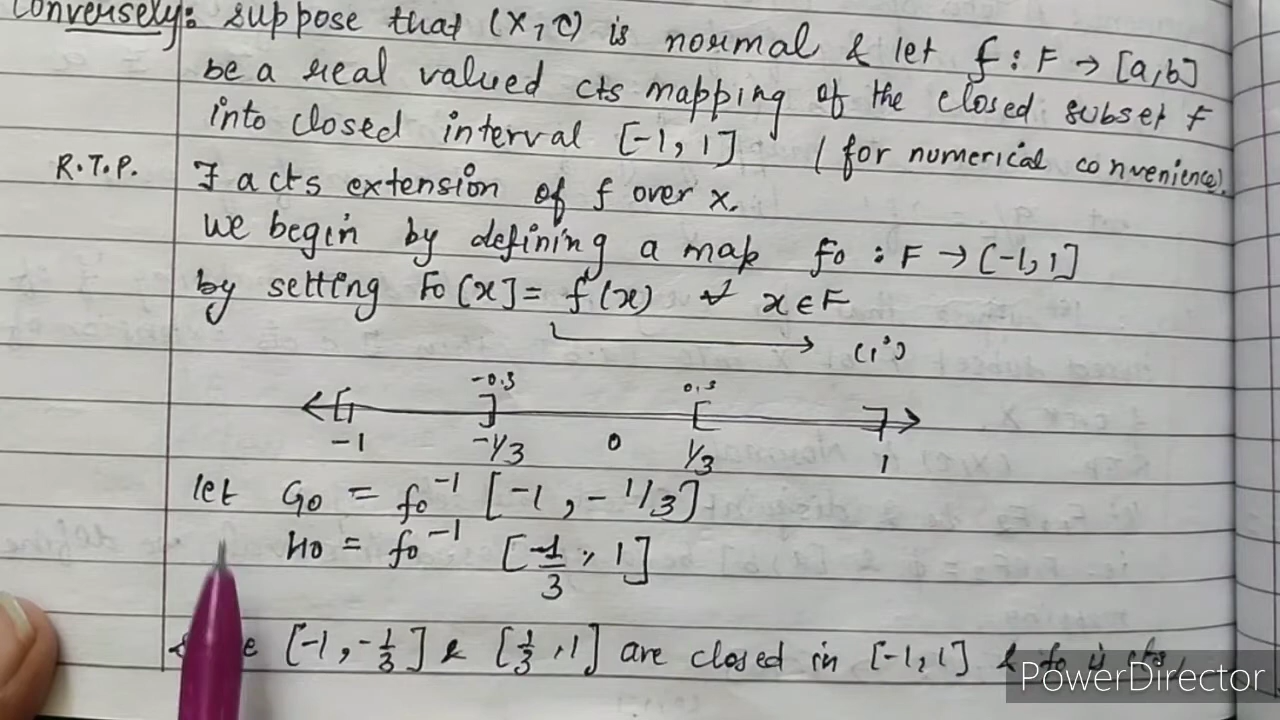 Conversely: suppose that (X, τ) is normal & let f : F → [a, b]
be a real valued cts mapping of the closed subset F
into closed interval [-1, 1] (for numerical convenience).
R.T.P. ∃ a cts extension of f over x.
we begin by defining a map fo : F → [-1, 1]
by setting Fo [x] = f(x) ∀ x ∈ F
(1)
-0.3 0.3
-1 -1/3 0 1/3 1
let Go = fo⁻¹ [-1, -1/3]
Ho = fo⁻¹ [-1/3, 1]
[-1, -1/3] & [1/3, 1] are closed in [-1, 1] & fo is cts,
PowerDirector